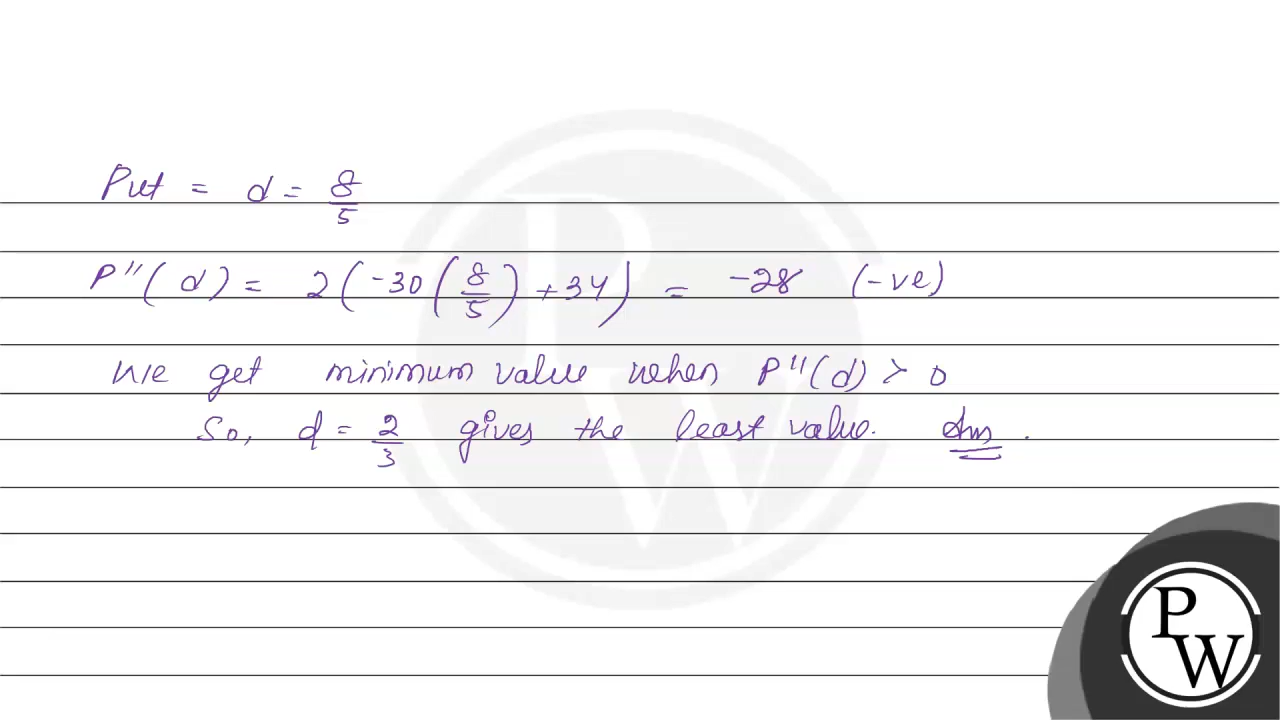 Put = d = 8/5
P''(d) = 2(-30(8/5)+34) = -28 (-ve)
we get minimum value when P''(d) > 0
So, d = 2/3 gives the least value. Ans.
PW
PW